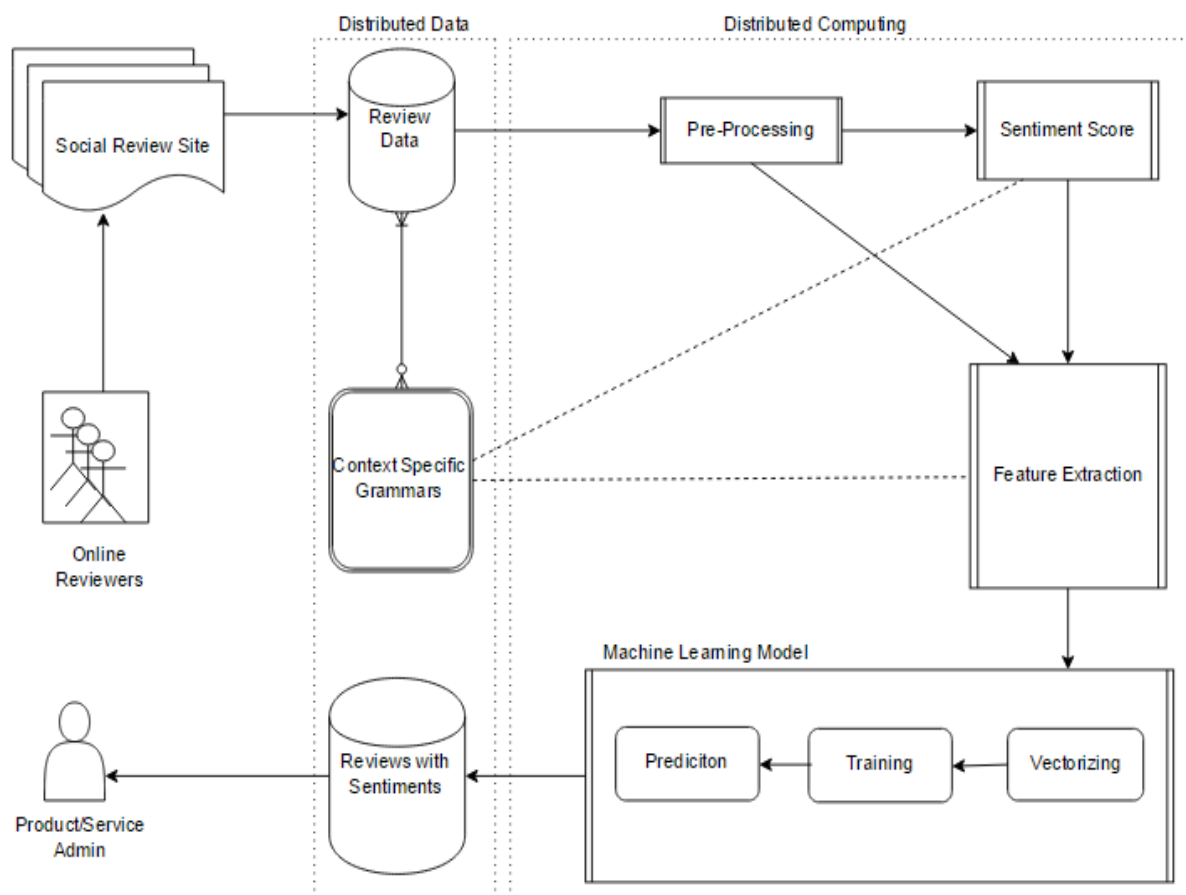 Distributed Data
Distributed Computing
Social Review Site
Review
Data
Pre-Processing
Sentiment Score
Context Specific
Grammars
Feature Extraction
Online
Reviewers
Machine Learning Model
Prediciton
Training
Vectorizing
Reviews with
Sentiments
Product/Service
Admin